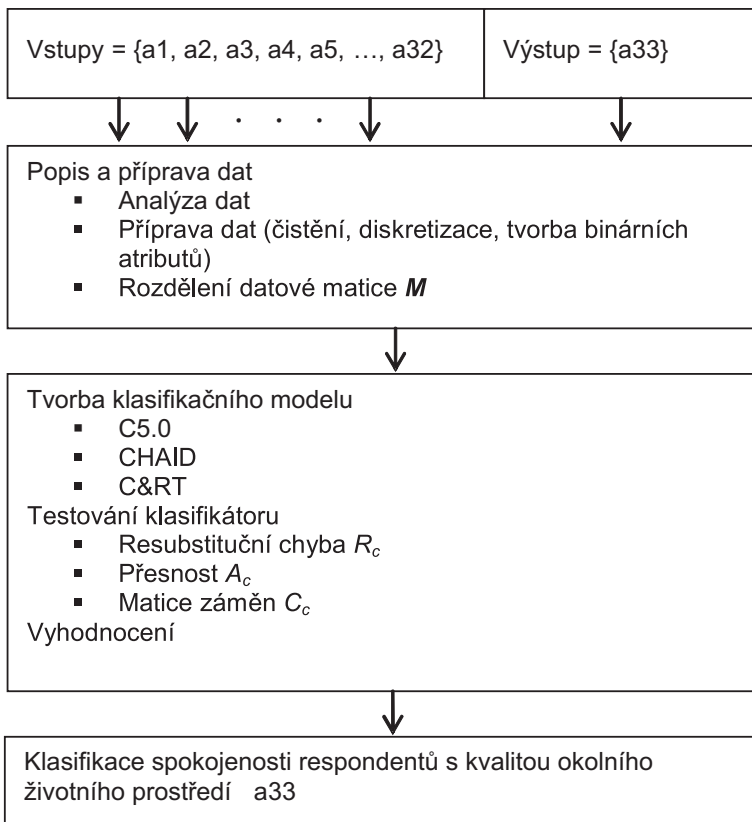 Vstupy = {a1, a2, a3, a4, a5, …, a32}
Výstup = {a33}
. . .
Popis a příprava dat
▪ Analýza dat
▪ Příprava dat (čistění, diskretizace, tvorba binárních
atributů)
▪ Rozdělení datové matice M
Tvorba klasifikačního modelu
▪ C5.0
▪ CHAID
▪ C&RT
Testování klasifikátoru
▪ Resubstituční chyba Rc
▪ Přesnost Ac
▪ Matice záměn Cc
Vyhodnocení
Klasifikace spokojenosti respondentů s kvalitou okolního
životního prostředí a33